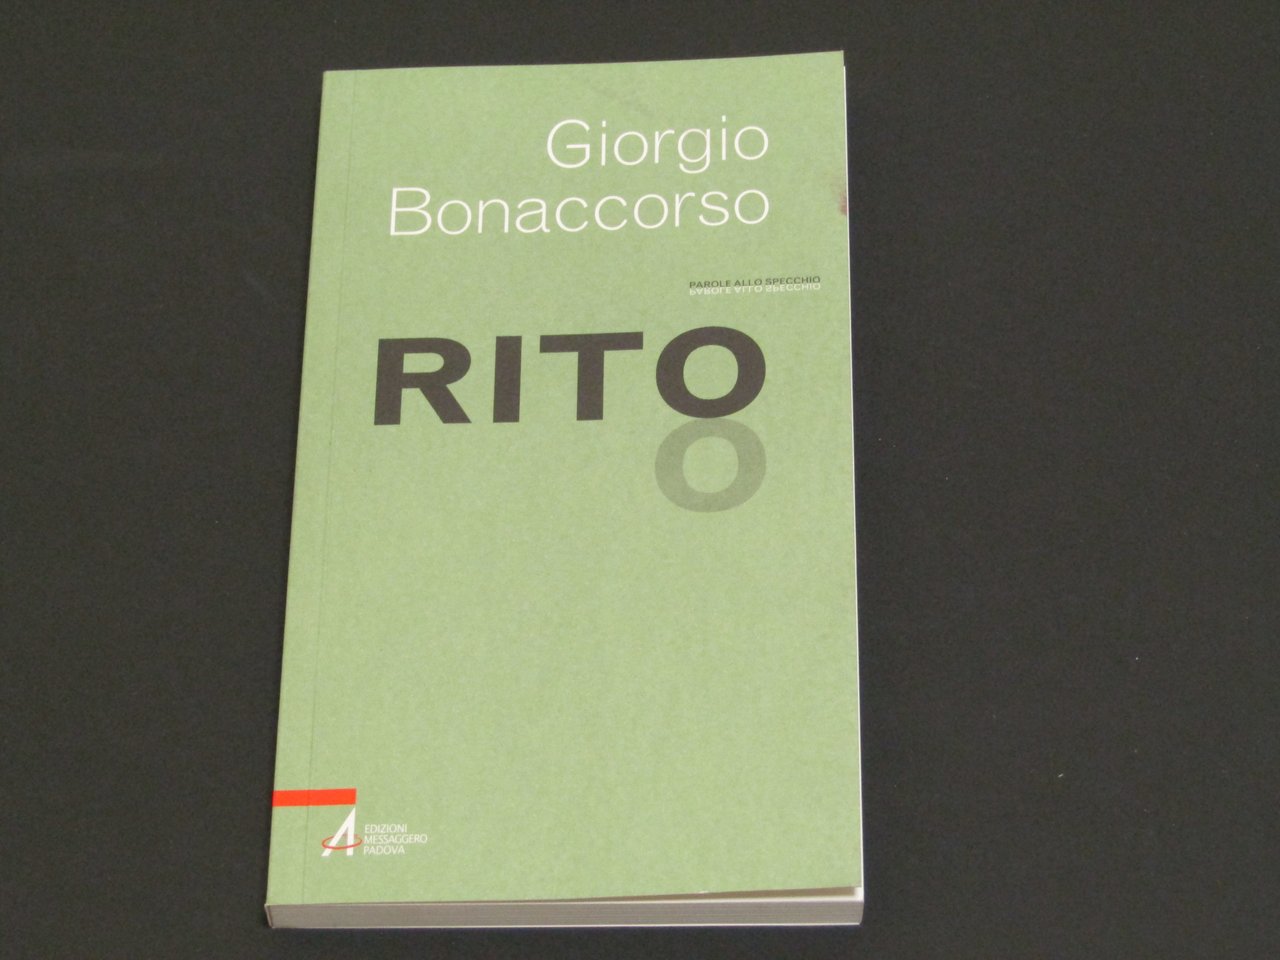 Giorgio
Bonaccorso
PAROLE ALLO SPECCHIO
PAROLE ALLO SPECCHIO
RITO
O
EDIZIONI
MESSAGGERO
PADOVA